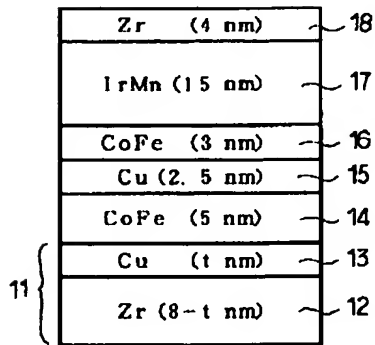 Zr (4 nm) 18
IrMn (15 nm) 17
CoFe (3 nm) 16
Cu (2. 5 nm) 15
CoFe (5 nm) 14
Cu (t nm) 13
11
Zr (8-t nm) 12